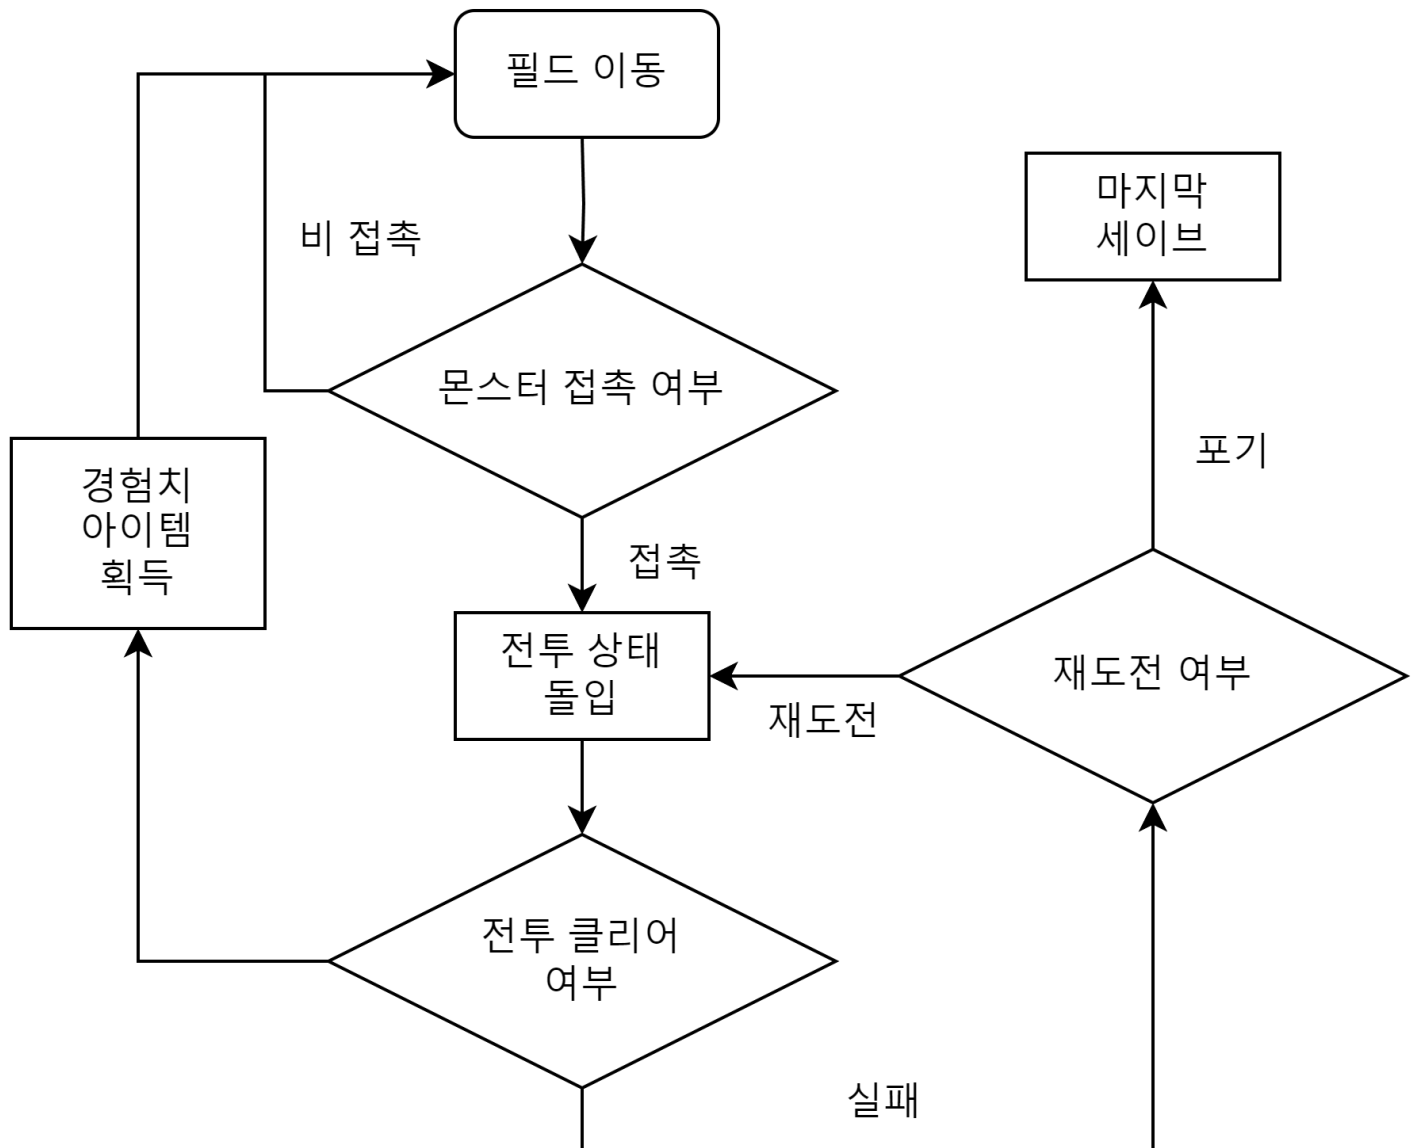 필드 이동
마지막
세이브
비 접촉
몬스터 접촉 여부
포기
경험치
아이템
획득
접촉
전투 상태
돌입
재도전 여부
재도전
전투 클리어
여부
실패